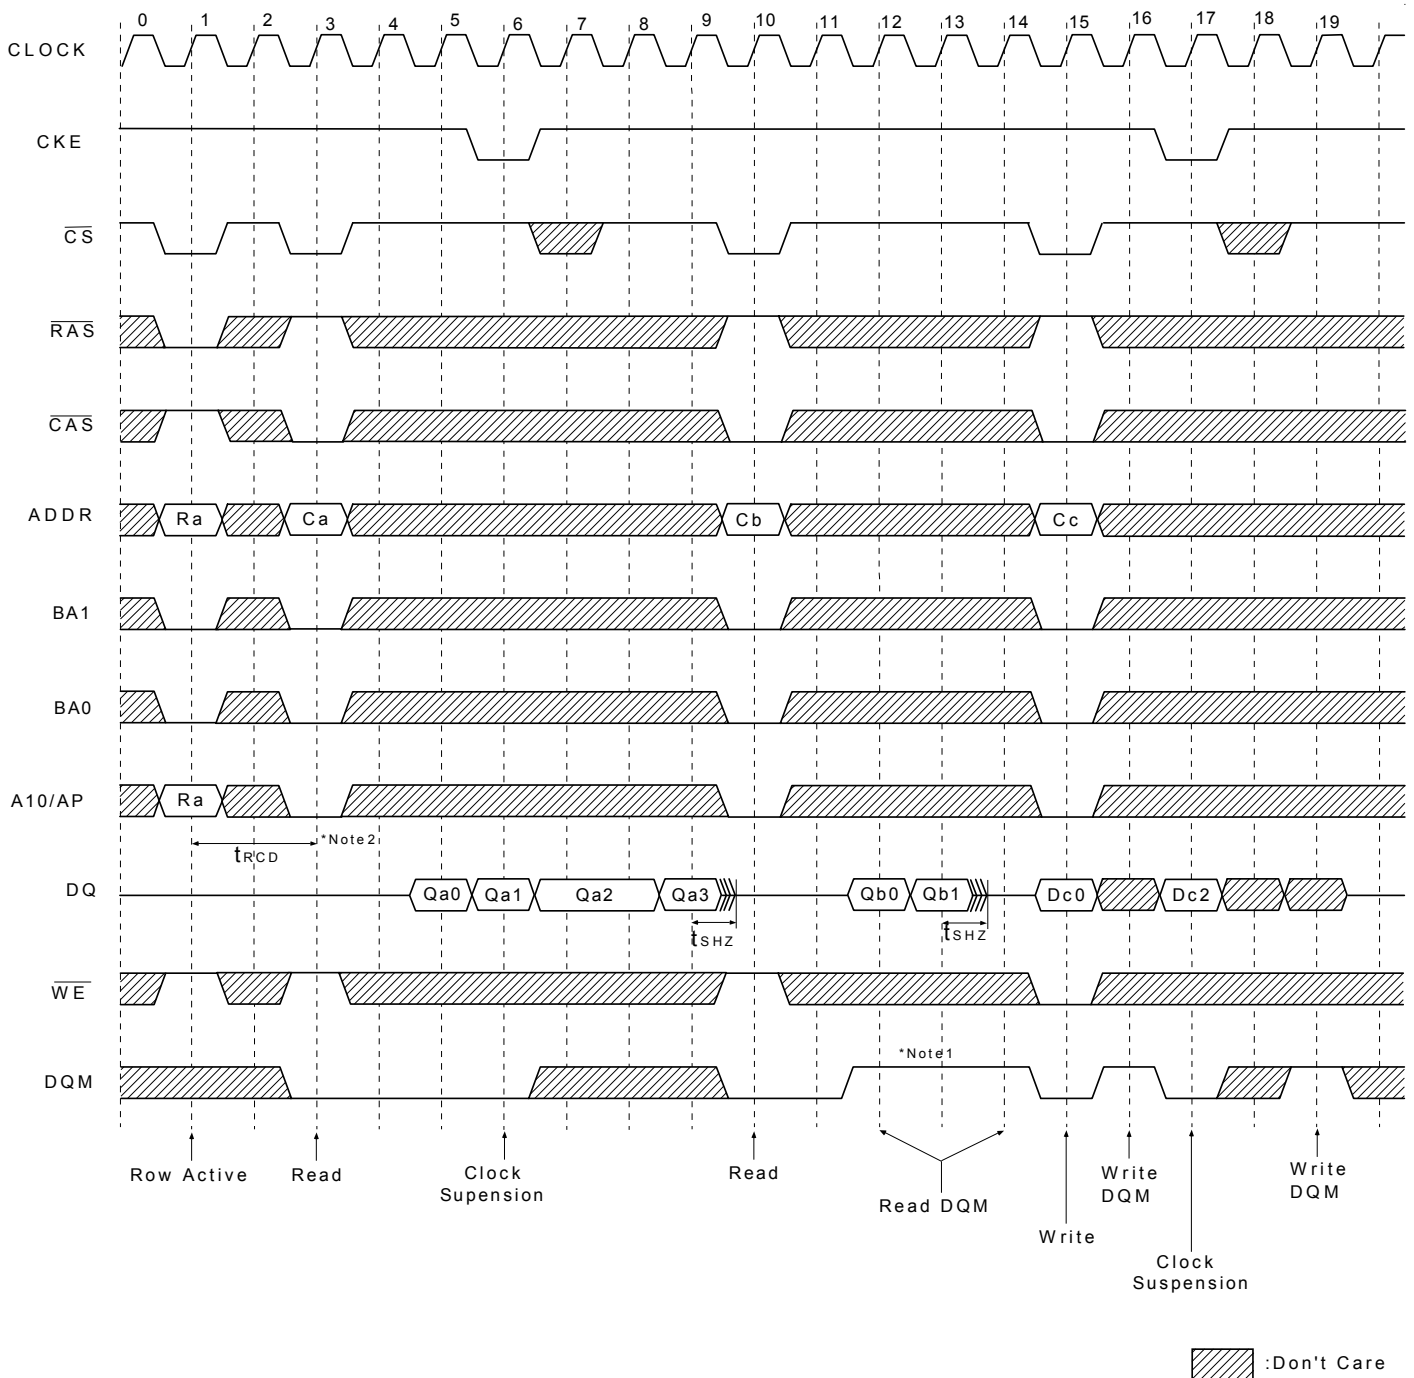 0 1 2 3 4 5 6 7 8 9 10 11 12 13 14 15 16 17 18 19
CLOCK
CKE
CS
RAS
CAS
ADDR Ra Ca Cb Cc
BA1
BA0
A10/AP Ra
tRCD *Note2
DQ Qa0 Qa1 Qa2 Qa3 Qb0 Qb1 Dc0 Dc2
tSHZ tSHZ
WE
*Note1
DQM
Row Active Read Clock Supension Read Read DQM Write Write DQM Clock Suspension Write DQM
:Don't Care